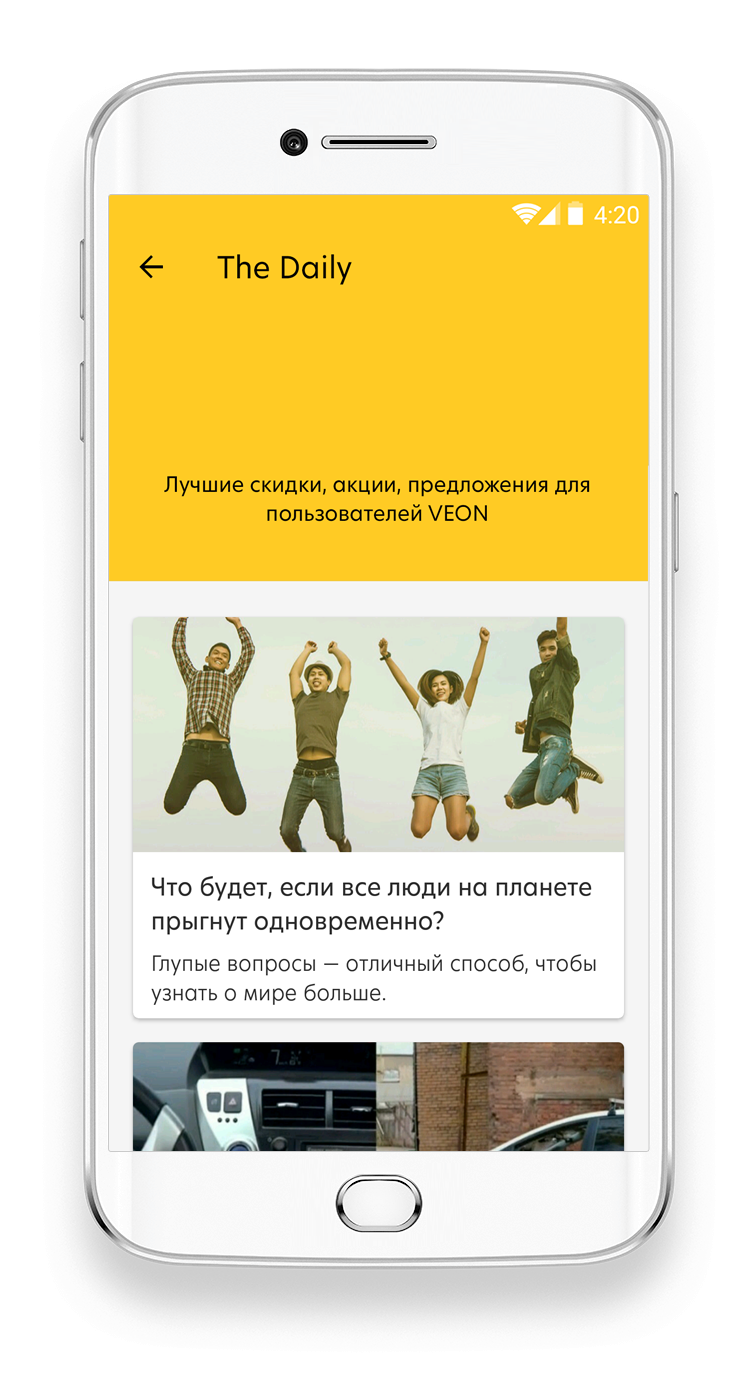 4:20
The Daily
Лучшие скидки, акции, предложения для
пользователей VEON
Что будет, если все люди на планете
прыгнут одновременно?
Глупые вопросы — отличный способ, чтобы
узнать о мире больше.